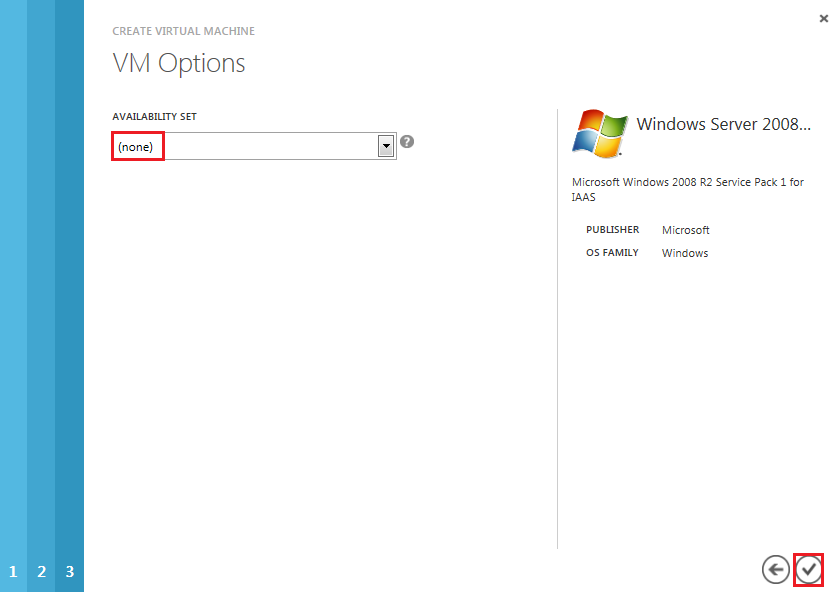 CREATE VIRTUAL MACHINE
VM Options
AVAILABILITY SET
(none)
?
Windows Server 2008...
Microsoft Windows 2008 R2 Service Pack 1 for
IAAS
PUBLISHER Microsoft
OS FAMILY Windows
1 2 3